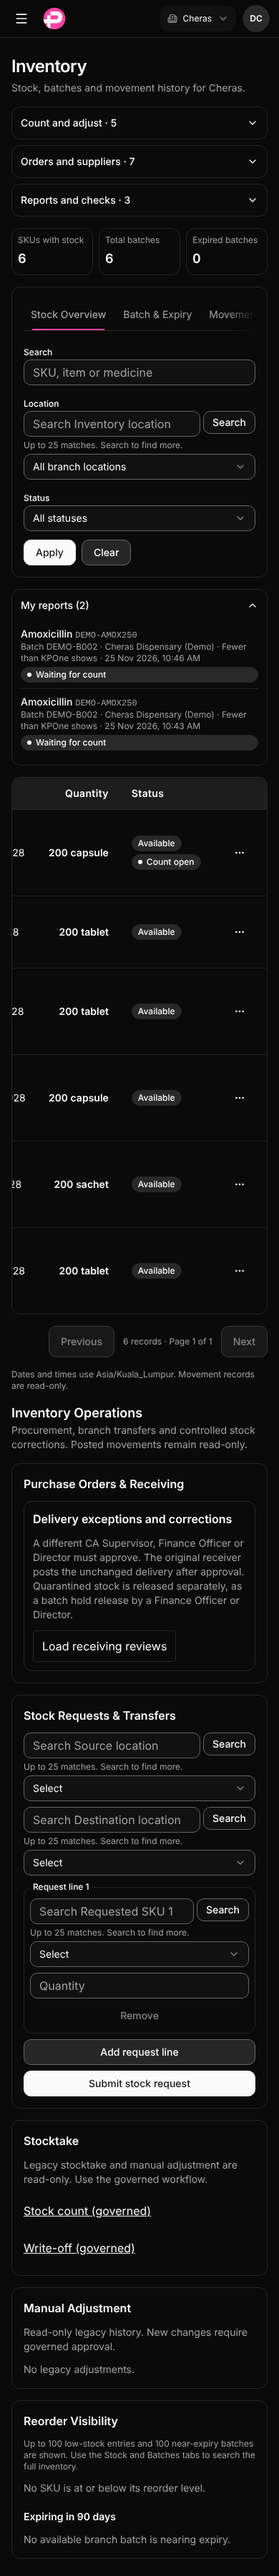 Cheras
DC
Inventory
Stock, batches and movement history for Cheras.
Count and adjust · 5
Orders and suppliers · 7
Reports and checks · 3
SKUs with stock
6
Total batches
6
Expired batches
0
Stock Overview
Batch & Expiry
Movemen
Search
SKU, item or medicine
Location
Search Inventory location
Search
Up to 25 matches. Search to find more.
All branch locations
Status
All statuses
Apply
Clear
My reports (2)
Amoxicillin DEMO-AMOX250
Batch DEMO-B002 · Cheras Dispensary (Demo) · Fewer
than KPOne shows · 25 Nov 2026, 10:46 AM
Waiting for count
Amoxicillin DEMO-AMOX250
Batch DEMO-B002 · Cheras Dispensary (Demo) · Fewer
than KPOne shows · 25 Nov 2026, 10:43 AM
Waiting for count
Quantity Status
28 200 capsule Available
Count open
8 200 tablet Available
28 200 tablet Available
28 200 capsule Available
28 200 sachet Available
28 200 tablet Available
Previous
6 records · Page 1 of 1
Next
Dates and times use Asia/Kuala_Lumpur. Movement records
are read-only.
Inventory Operations
Procurement, branch transfers and controlled stock
corrections. Posted movements remain read-only.
Purchase Orders & Receiving
Delivery exceptions and corrections
A different CA Supervisor, Finance Officer or
Director must approve. The original receiver
posts the unchanged delivery after approval.
Quarantined stock is released separately, as
a batch hold release by a Finance Officer or
Director.
Load receiving reviews
Stock Requests & Transfers
Search Source location
Search
Up to 25 matches. Search to find more.
Select
Search Destination location
Search
Up to 25 matches. Search to find more.
Select
Request line 1
Search Requested SKU 1
Search
Up to 25 matches. Search to find more.
Select
Quantity
Remove
Add request line
Submit stock request
Stocktake
Legacy stocktake and manual adjustment are
read-only. Use the governed workflow.
Stock count (governed)
Write-off (governed)
Manual Adjustment
Read-only legacy history. New changes require
governed approval.
No legacy adjustments.
Reorder Visibility
Up to 100 low-stock entries and 100 near-expiry batches
are shown. Use the Stock and Batches tabs to search the
full inventory.
No SKU is at or below its reorder level.
Expiring in 90 days
No available branch batch is nearing expiry.